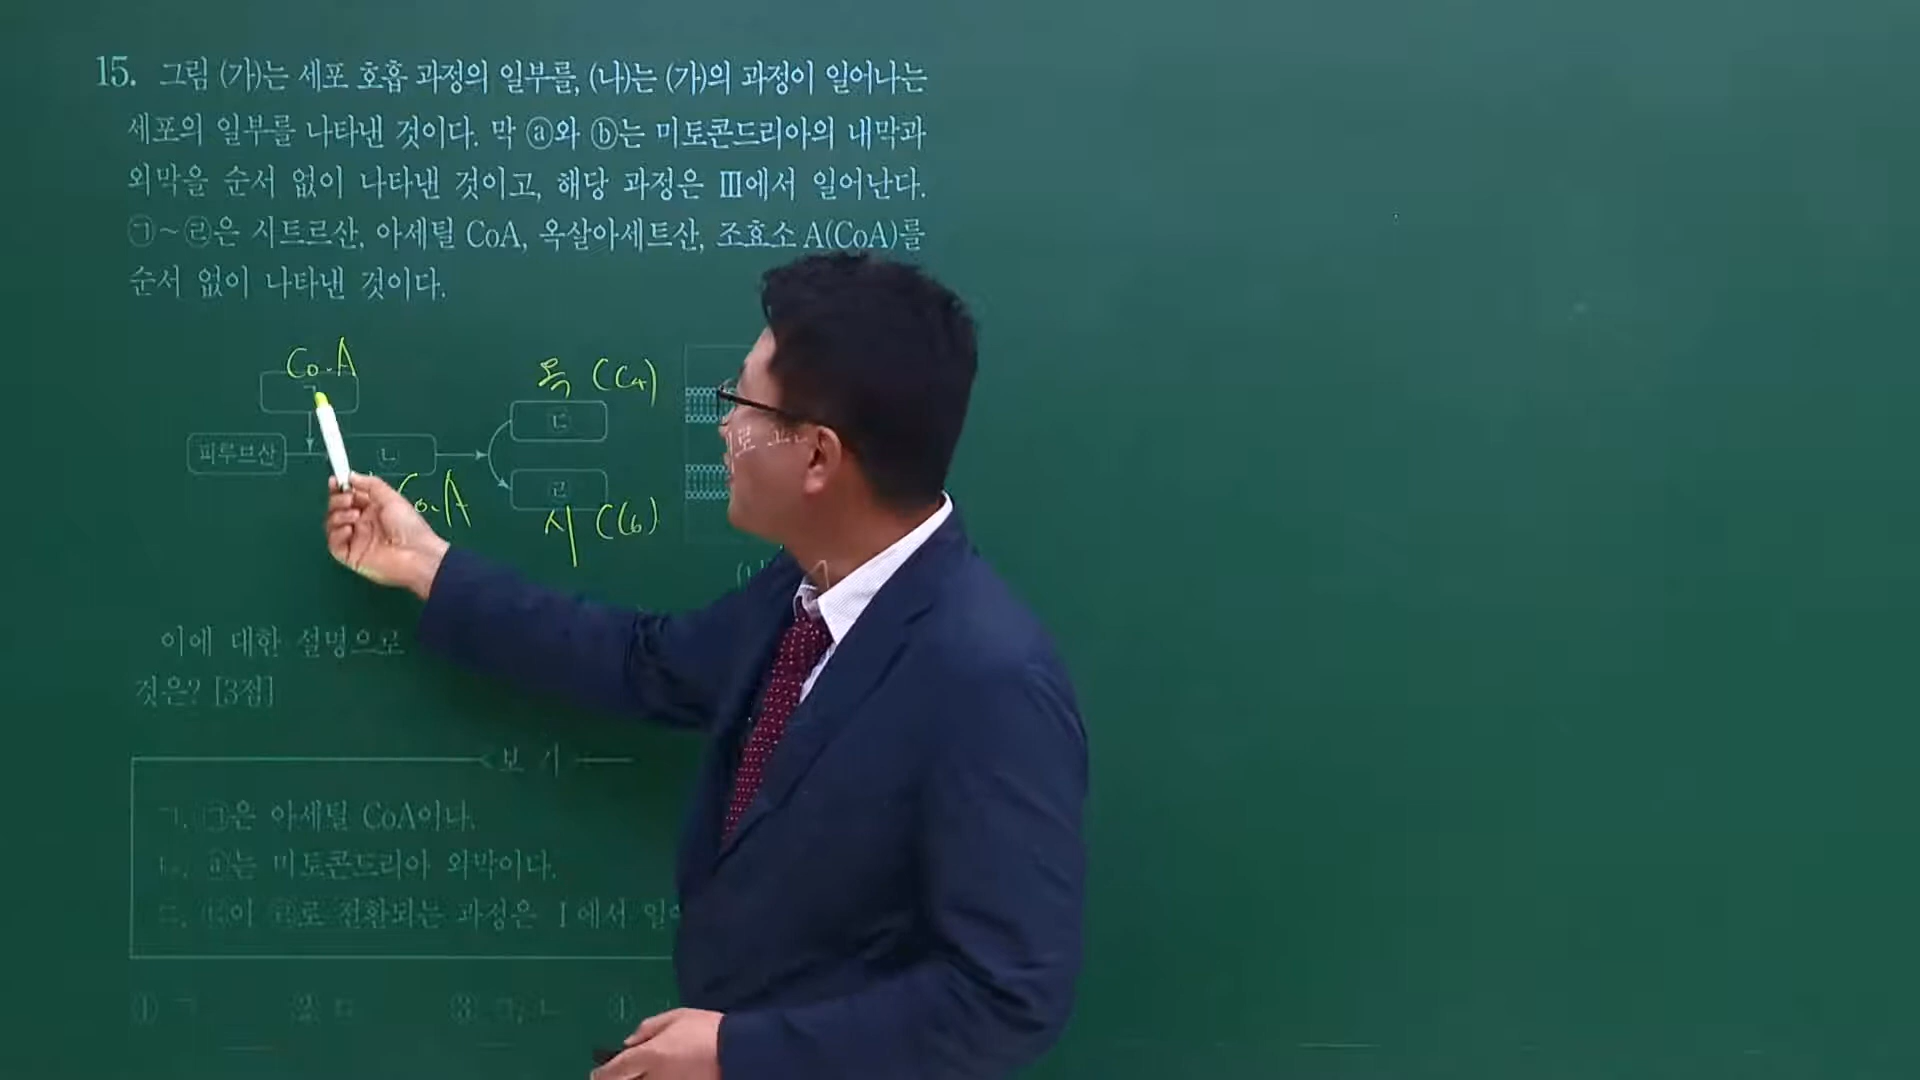 15. 그림 (가)는 세포 호흡 과정의 일부를, (나)는 (가)의 과정이 일어나는
세포의 일부를 나타낸 것이다. 막 ⓐ와 ⓑ는 미토콘드리아의 내막과
외막을 순서 없이 나타낸 것이고, 해당 과정은 Ⅲ에서 일어난다.
㉠~㉣은 시트르산, 아세틸 CoA, 옥살아세트산, 조효소 A(CoA)를
순서 없이 나타낸 것이다.
CoA
옥 (C4)
㉢
피루브산
㉡
㉣
CoA
시 (C6)
이에 대한 설명으로
것은? [3점]
보 기
ㄱ. ㉠은 아세틸 CoA이다.
ㄴ. ⓐ는 미토콘드리아 외막이다.
ㄷ. ㉢이 ㉣로 전환되는 과정은 Ⅰ에서
① ㄱ ② ㄷ ③ ㄱ, ㄴ ④